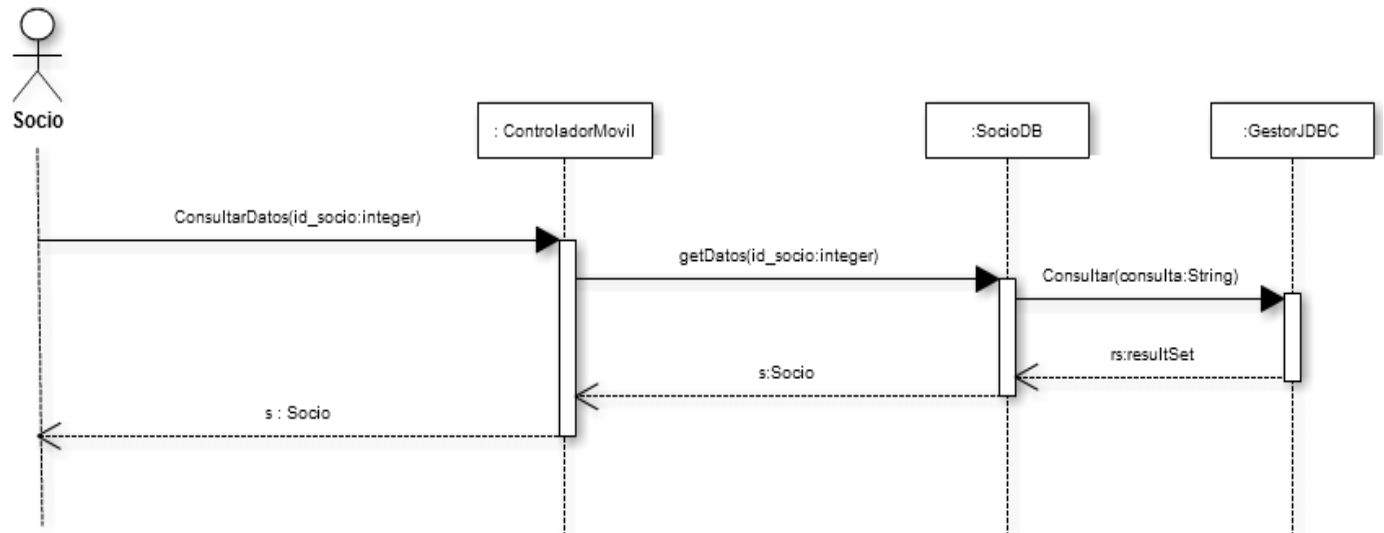 Socio
: ControladorMovil
:SocioDB
:GestorJDBC
ConsultarDatos(id_socio:integer)
getDatos(id_socio:integer)
Consultar(consulta:String)
rs:resultSet
s:Socio
s : Socio